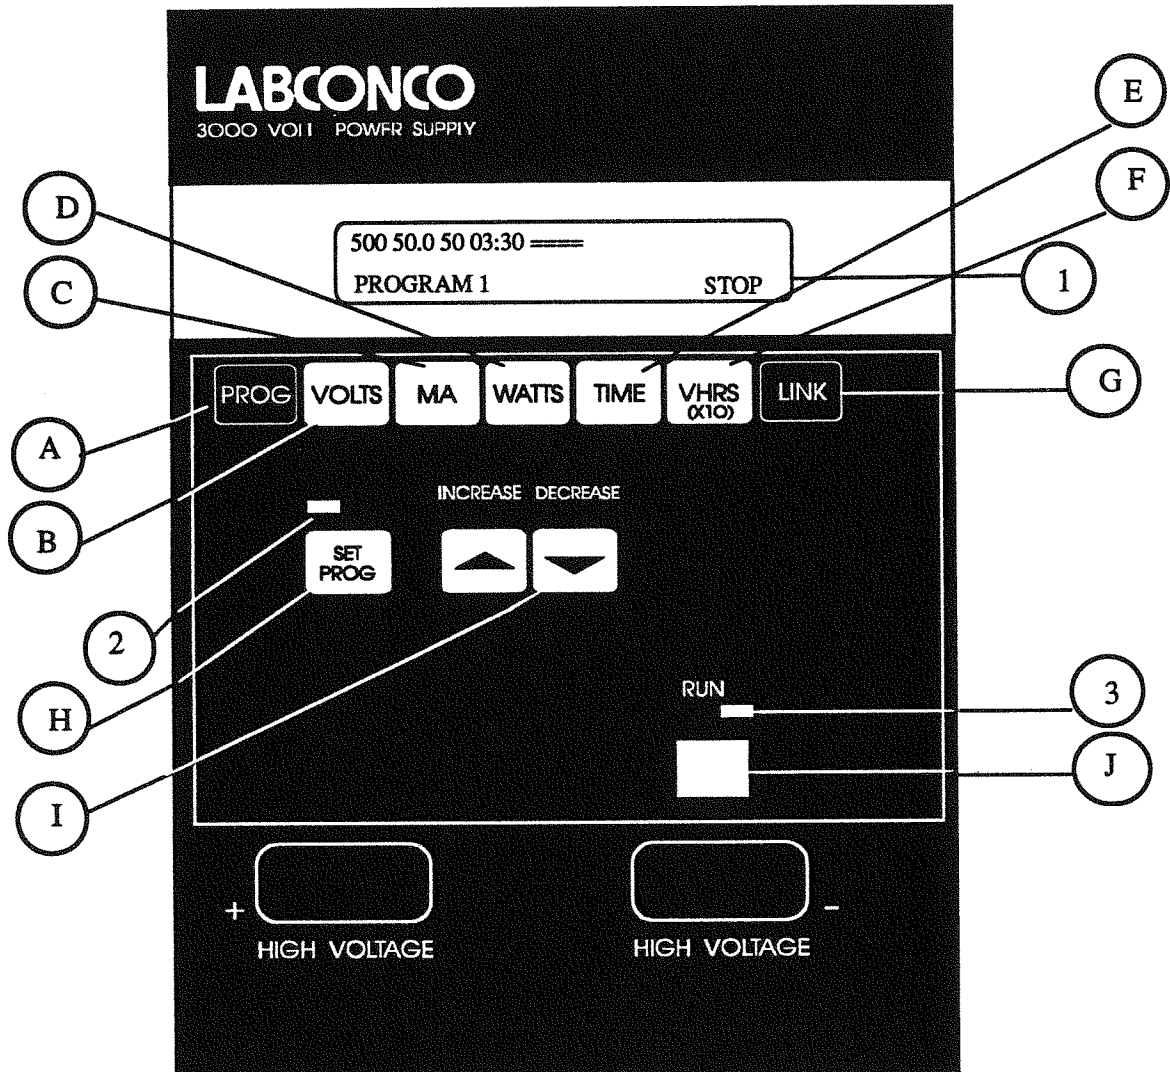 LABCONCO
3000 VOLT POWER SUPPLY
E
F
D
500 50.0 50 03:30 ====
C
PROGRAM 1 STOP
1
PROG VOLTS MA WATTS TIME VHRS (X10) LINK
G
A
INCREASE DECREASE
B
SET
PROG
2
RUN
3
H
J
I
+ -
HIGH VOLTAGE HIGH VOLTAGE